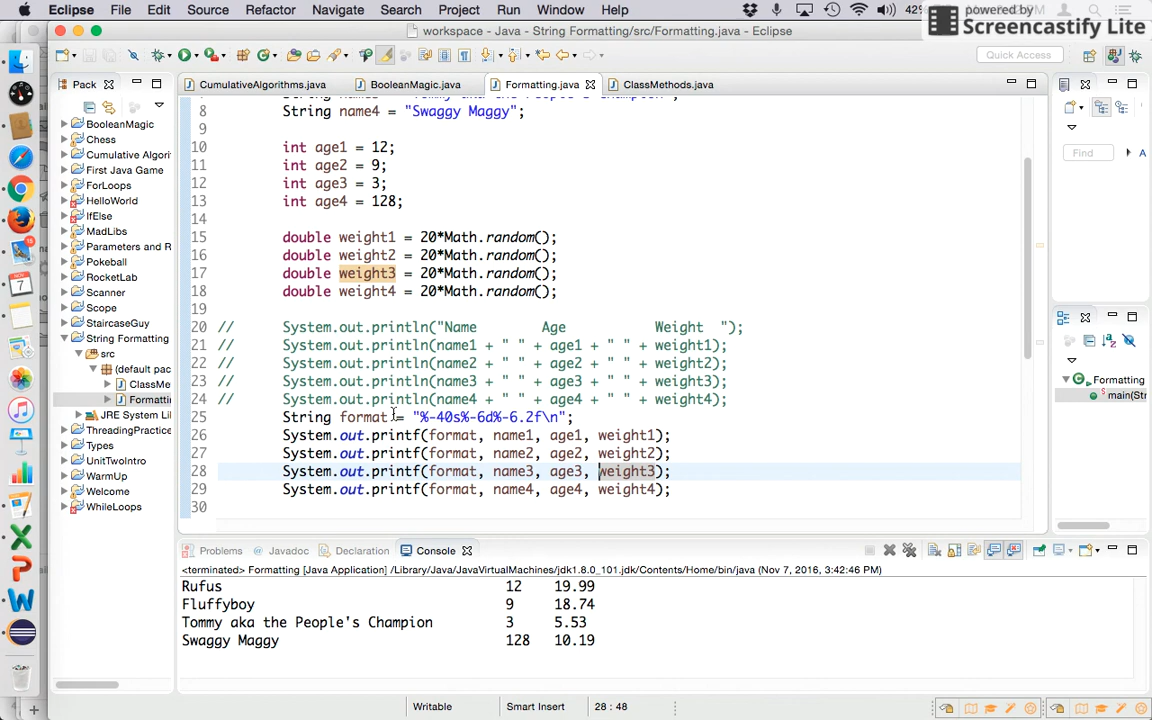 Eclipse File Edit Source Refactor Navigate Search Project Run Window Help 42%
powered by
Screencastify Lite
workspace - Java - String Formatting/src/Formatting.java - Eclipse
Quick Access
Pack
CumulativeAlgorithms.java BooleanMagic.java Formatting.java ClassMethods.java
BooleanMagic
Chess
Cumulative Algori
First Java Game
ForLoops
HelloWorld
IfElse
MadLibs
Parameters and R
Pokeball
RocketLab
Scanner
Scope
StaircaseGuy
String Formatting
src
(default pac
ClassMe
Formatti
JRE System Li
ThreadingPractice
Types
UnitTwoIntro
WarmUp
Welcome
WhileLoops
8 String name4 = "Swaggy Maggy";
9
10 int age1 = 12;
11 int age2 = 9;
12 int age3 = 3;
13 int age4 = 128;
14
15 double weight1 = 20*Math.random();
16 double weight2 = 20*Math.random();
17 double weight3 = 20*Math.random();
18 double weight4 = 20*Math.random();
19
20 // System.out.println("Name Age Weight ");
21 // System.out.println(name1 + " " + age1 + " " + weight1);
22 // System.out.println(name2 + " " + age2 + " " + weight2);
23 // System.out.println(name3 + " " + age3 + " " + weight3);
24 // System.out.println(name4 + " " + age4 + " " + weight4);
25 String format = "%-40s%-6d%-6.2f\n";
26 System.out.printf(format, name1, age1, weight1);
27 System.out.printf(format, name2, age2, weight2);
28 System.out.printf(format, name3, age3, weight3);
29 System.out.printf(format, name4, age4, weight4);
30
Find A
Formatting
main(Str
7
Problems Javadoc Declaration Console
<terminated> Formatting [Java Application] /Library/Java/JavaVirtualMachines/jdk1.8.0_101.jdk/Contents/Home/bin/java (Nov 7, 2016, 3:42:46 PM)
Rufus 12 19.99
Fluffyboy 9 18.74
Tommy aka the People's Champion 3 5.53
Swaggy Maggy 128 10.19
Writable Smart Insert 28 : 48